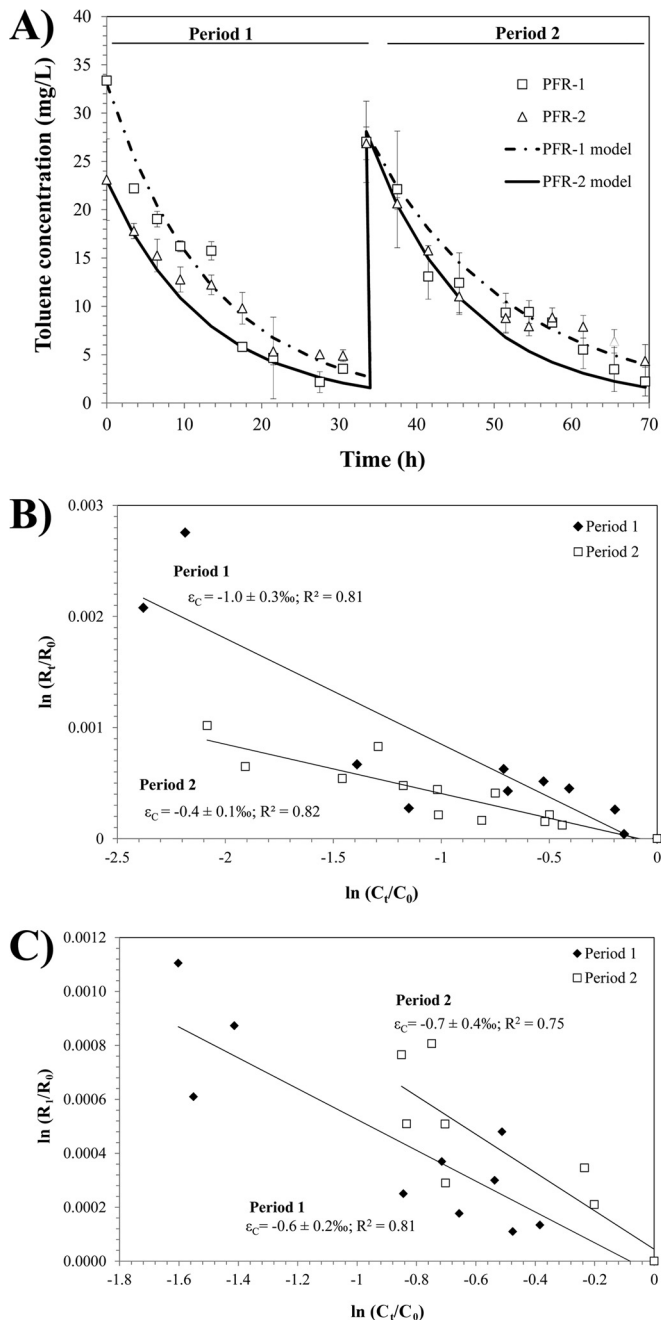 A)
Period 1 Period 2
Toluene concentration (mg/L)
40
35
30
25
20
15
10
5
0
PFR-1
PFR-2
PFR-1 model
PFR-2 model
0 10 20 30 40 50 60 70
Time (h)
B)
ln (Rt/R0)
0.003
0.002
0.001
0
Period 1
Period 2
Period 1
εC = -1.0 ± 0.3‰; R² = 0.81
Period 2
εC = -0.4 ± 0.1‰; R² = 0.82
-2.5 -2 -1.5 -1 -0.5 0
ln (Ct/C0)
C)
ln (R1/R0)
0.0012
0.0010
0.0008
0.0006
0.0004
0.0002
0.0000
Period 1
Period 2
Period 2
εC= -0.7 ± 0.4‰; R² = 0.75
Period 1
εC= -0.6 ± 0.2‰; R² = 0.81
-1.8 -1.6 -1.4 -1.2 -1 -0.8 -0.6 -0.4 -0.2 0
ln (Ct/C0)